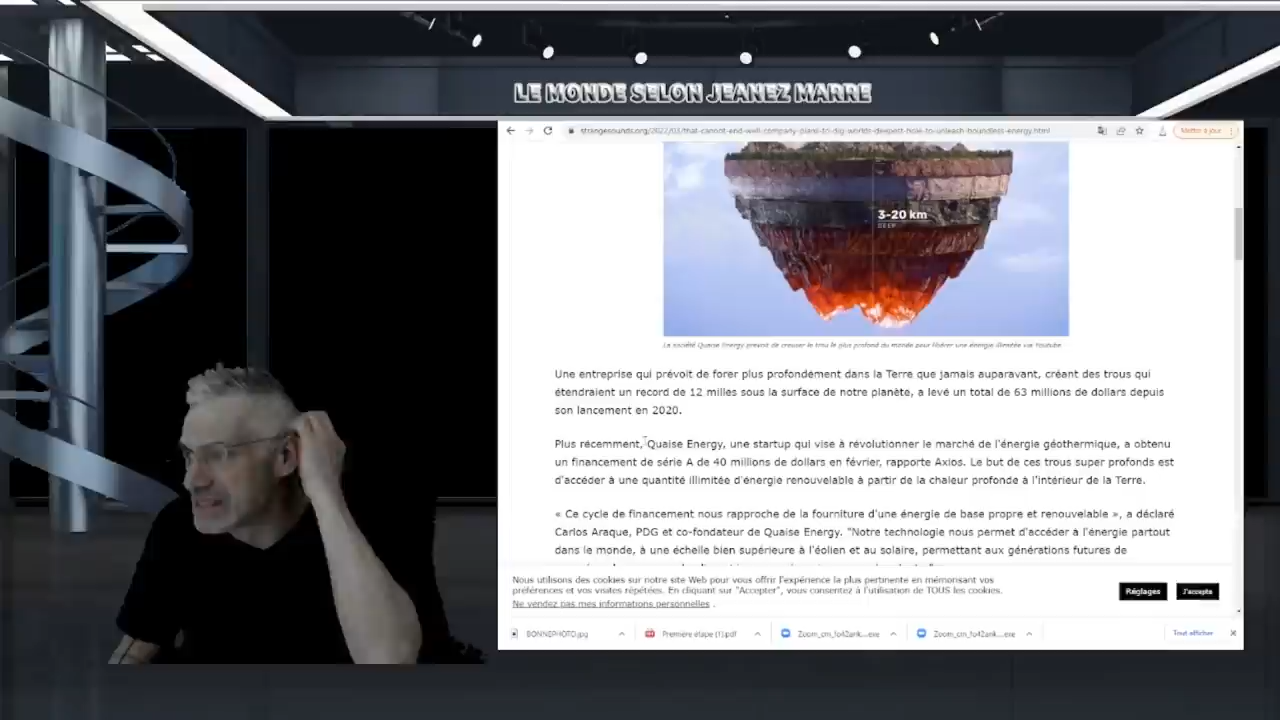 LE MONDE SELON JEANEZ MARRE
strangesounds.org/2022/03/that-cannot-end-well-company-plans-to-dig-worlds-deepest-hole-to-unleash-boundless-energy.html
Mettre à jour
3-20 km
DEEP
La société Quaise Energy prévoit de creuser le trou le plus profond du monde pour libérer une énergie illimitée via Youtube
Une entreprise qui prévoit de forer plus profondément dans la Terre que jamais auparavant, créant des trous qui
étendraient un record de 12 milles sous la surface de notre planète, a levé un total de 63 millions de dollars depuis
son lancement en 2020.
Plus récemment, Quaise Energy, une startup qui vise à révolutionner le marché de l'énergie géothermique, a obtenu
un financement de série A de 40 millions de dollars en février, rapporte Axios. Le but de ces trous super profonds est
d'accéder à une quantité illimitée d'énergie renouvelable à partir de la chaleur profonde à l'intérieur de la Terre.
« Ce cycle de financement nous rapproche de la fourniture d'une énergie de base propre et renouvelable », a déclaré
Carlos Araque, PDG et co-fondateur de Quaise Energy. "Notre technologie nous permet d'accéder à l'énergie partout
dans le monde, à une échelle bien supérieure à l'éolien et au solaire, permettant aux générations futures de
Nous utilisons des cookies sur notre site Web pour vous offrir l'expérience la plus pertinente en mémorisant vos
préférences et vos visites répétées. En cliquant sur "Accepter", vous consentez à l'utilisation de TOUS les cookies.
Ne vendez pas mes informations personnelles .
Réglages
J'accepte
BONNEPHOTO.jpg
Première étape (1).pdf
Zoom_cm_fo42ank....exe
Zoom_cm_fo42ank....exe
Tout afficher